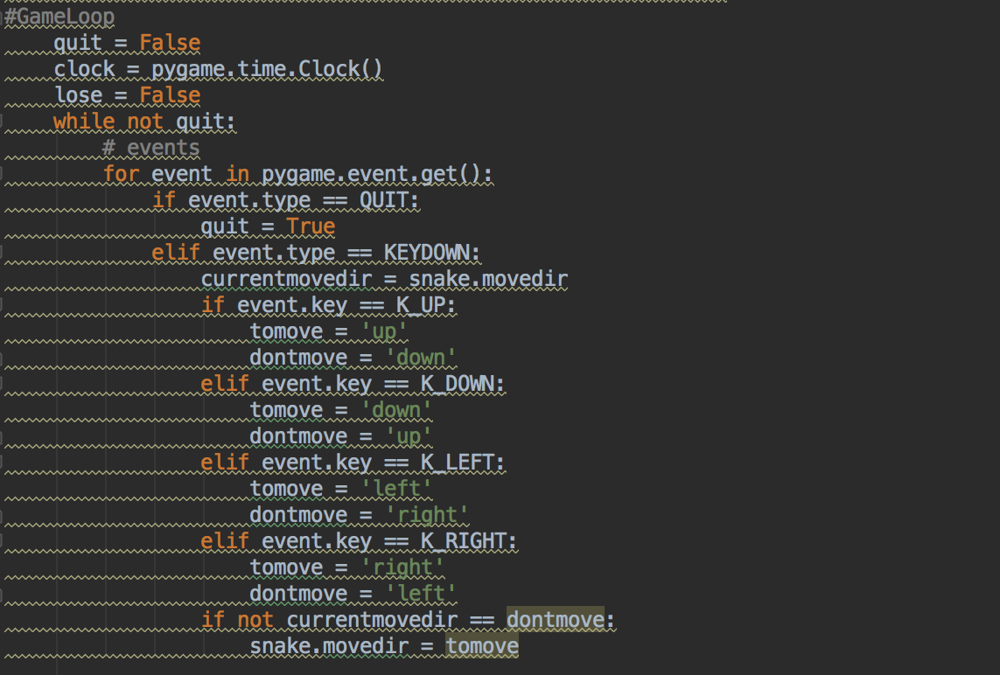 #GameLoop
    quit = False
    clock = pygame.time.Clock()
    lose = False
    while not quit:
        # events
        for event in pygame.event.get():
            if event.type == QUIT:
                quit = True
            elif event.type == KEYDOWN:
                currentmovedir = snake.movedir
                if event.key == K_UP:
                    tomove = 'up'
                    dontmove = 'down'
                elif event.key == K_DOWN:
                    tomove = 'down'
                    dontmove = 'up'
                elif event.key == K_LEFT:
                    tomove = 'left'
                    dontmove = 'right'
                elif event.key == K_RIGHT:
                    tomove = 'right'
                    dontmove = 'left'
                if not currentmovedir == dontmove:
                    snake.movedir = tomove